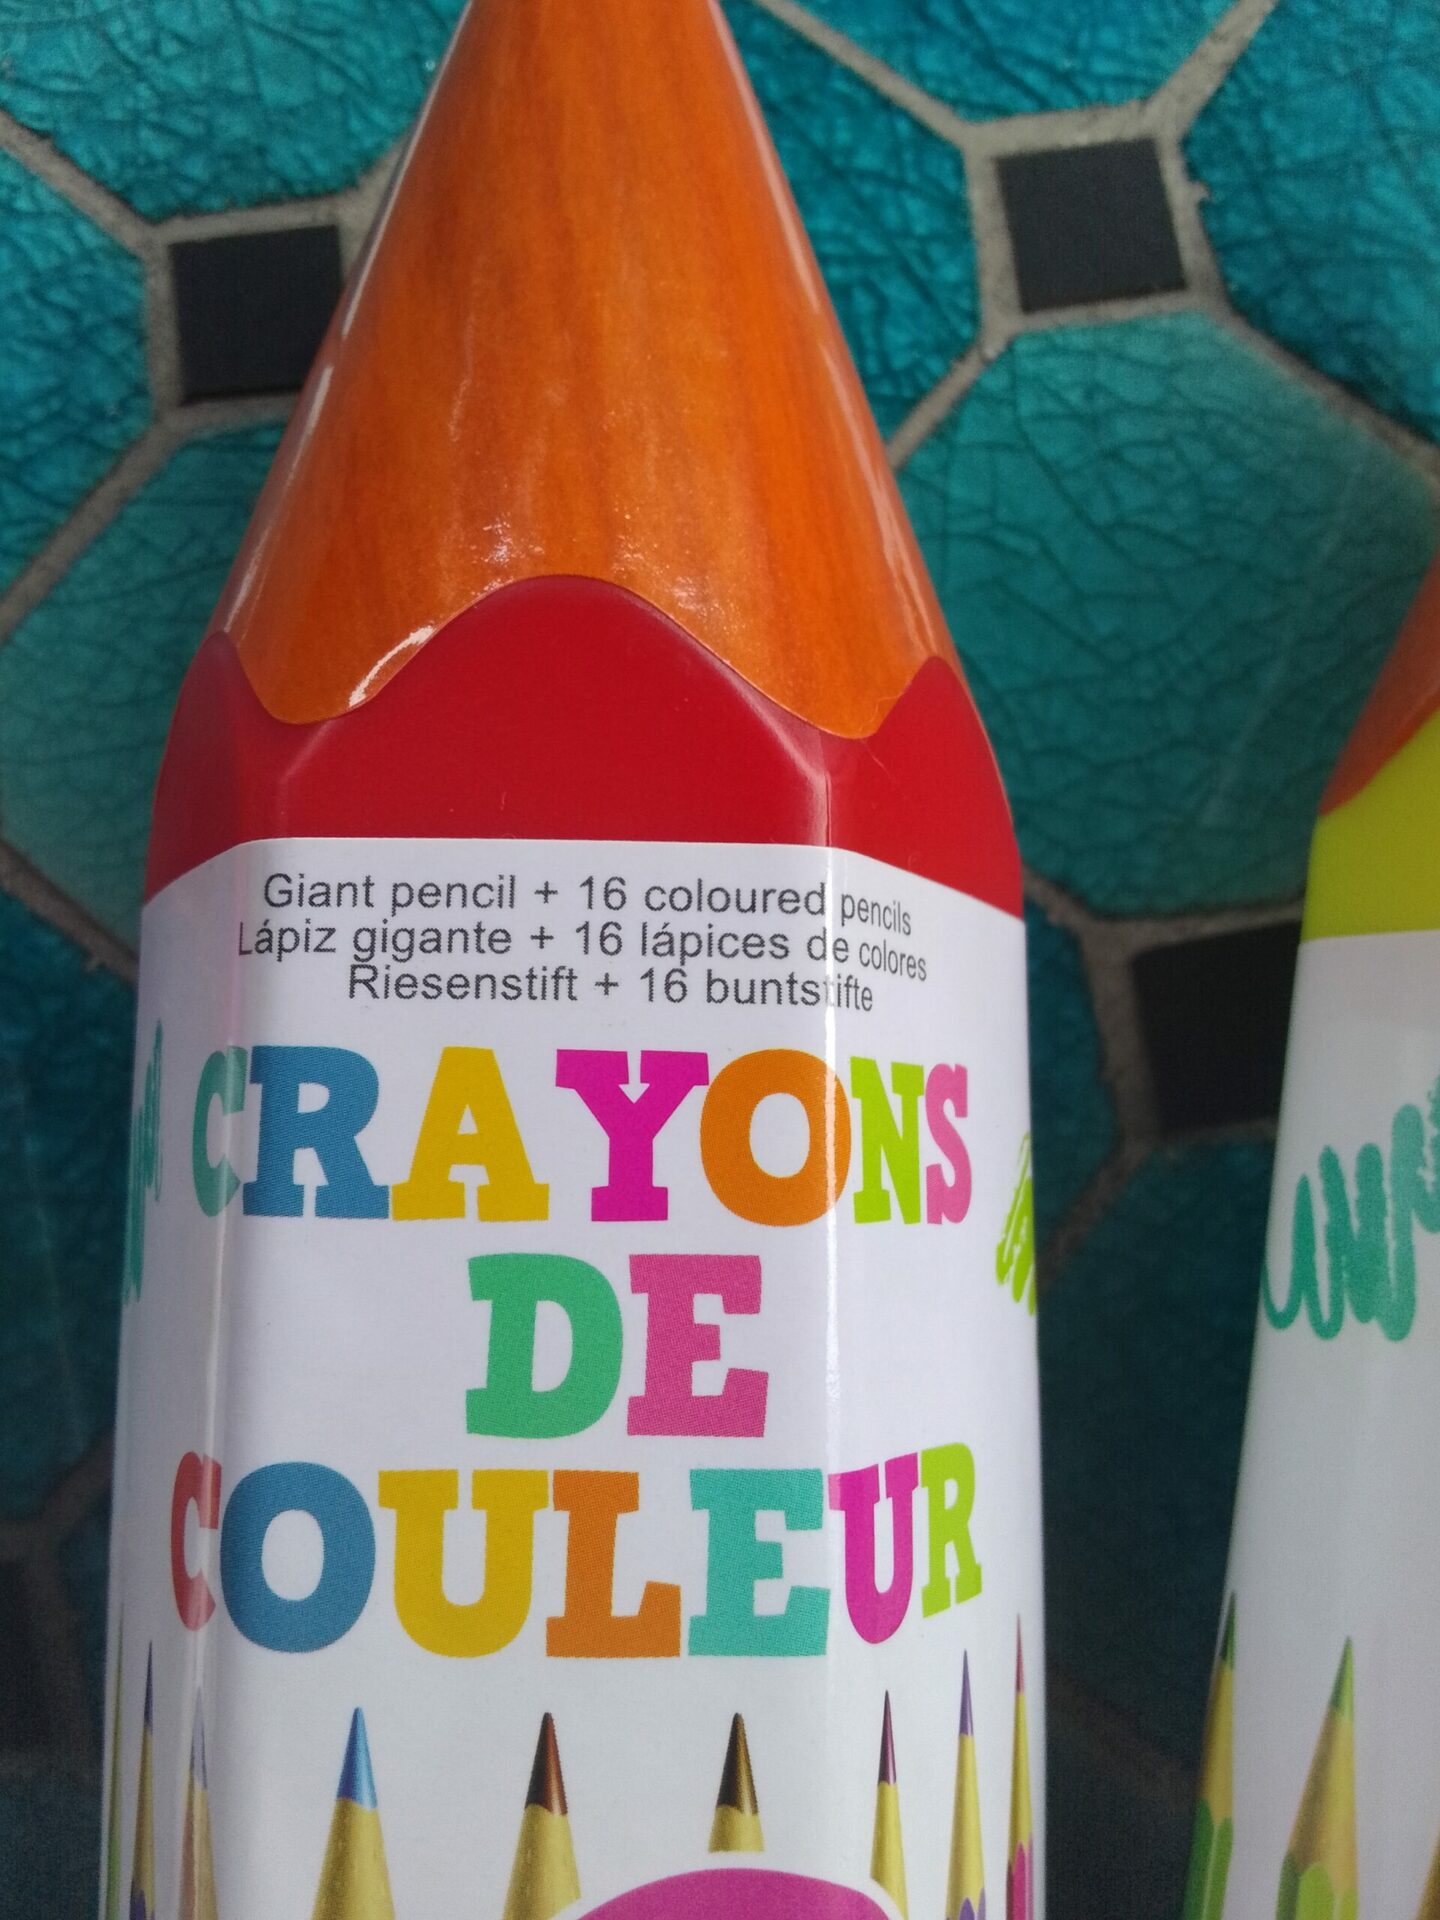 Giant pencil + 16 coloured pencils
Lápiz gigante + 16 lápices de colores
Riesenstift + 16 buntstifte
CRAYONS
DE
COULEUR